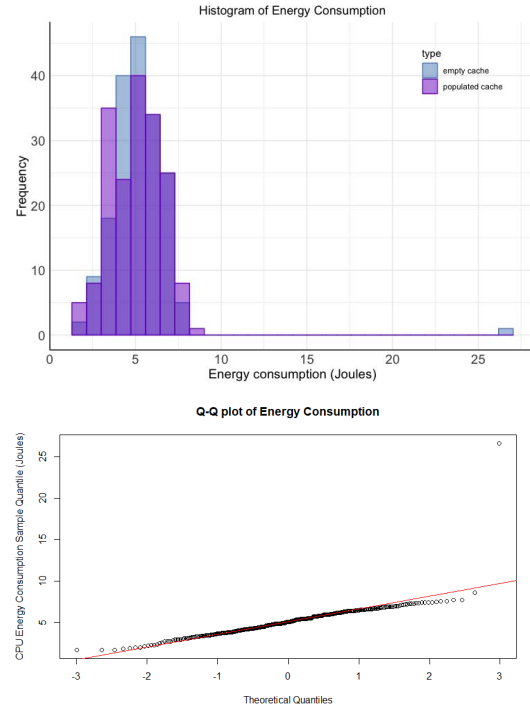 Histogram of Energy Consumption
type
empty cache
populated cache
Frequency
40
30
20
10
0
0 5 10 15 20 25
Energy consumption (Joules)
Q-Q plot of Energy Consumption
CPU Energy Consumption Sample Quantile (Joules)
25
20
15
10
5
-3 -2 -1 0 1 2 3
Theoretical Quantiles